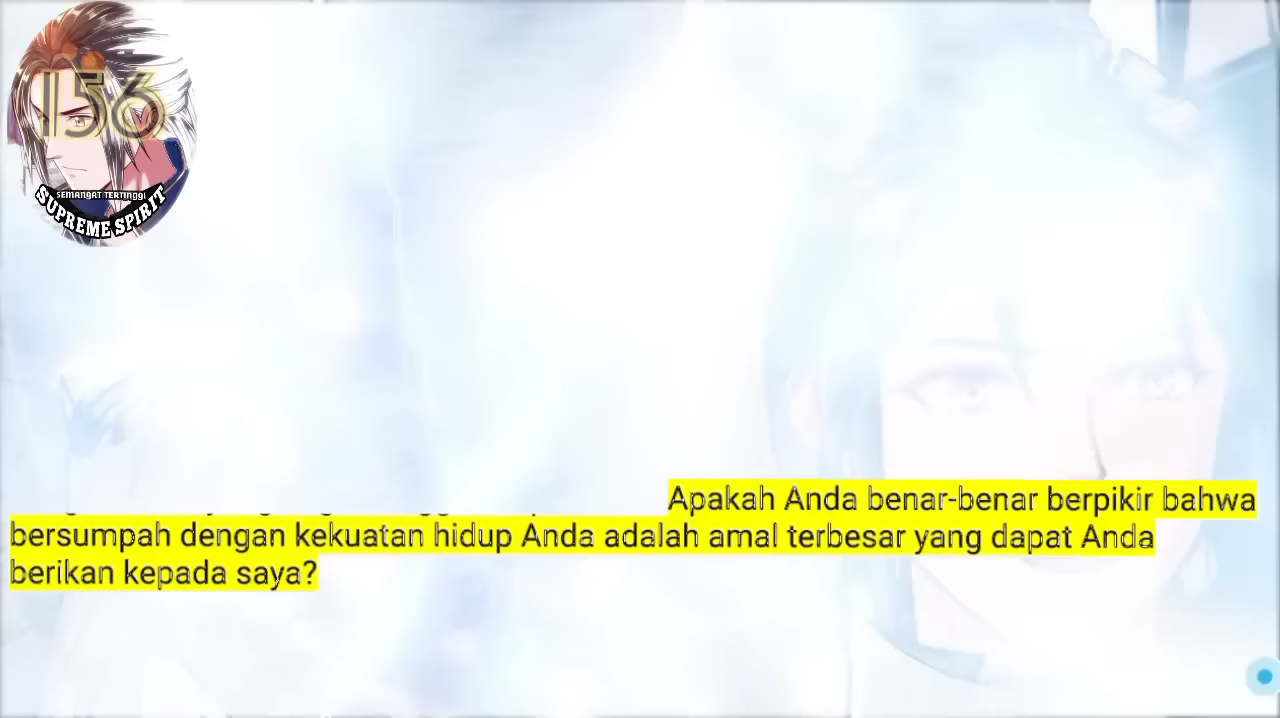 156
SEMANGAT TERTINGGI
SUPREME SPIRIT
Apakah Anda benar-benar berpikir bahwa
bersumpah dengan kekuatan hidup Anda adalah amal terbesar yang dapat Anda
berikan kepada saya?